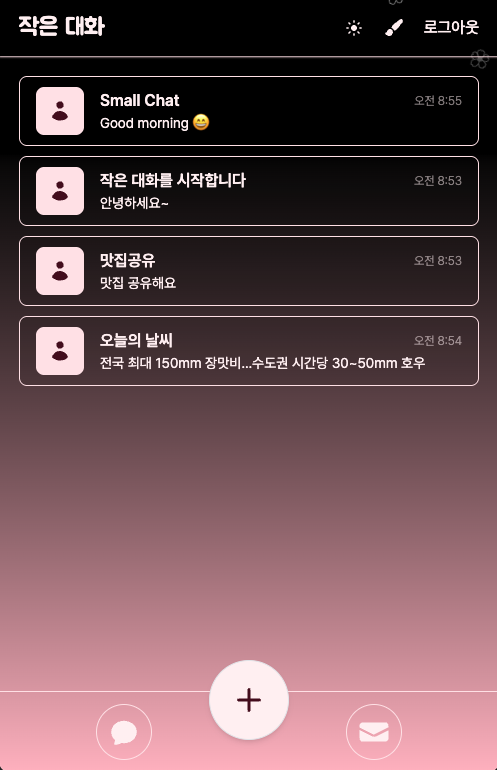 작은 대화
로그아웃
Small Chat
오전 8:55
Good morning 😄
작은 대화를 시작합니다
오전 8:53
안녕하세요~
맛집공유
오전 8:53
맛집 공유해요
오늘의 날씨
오전 8:54
전국 최대 150mm 장맛비...수도권 시간당 30~50mm 호우